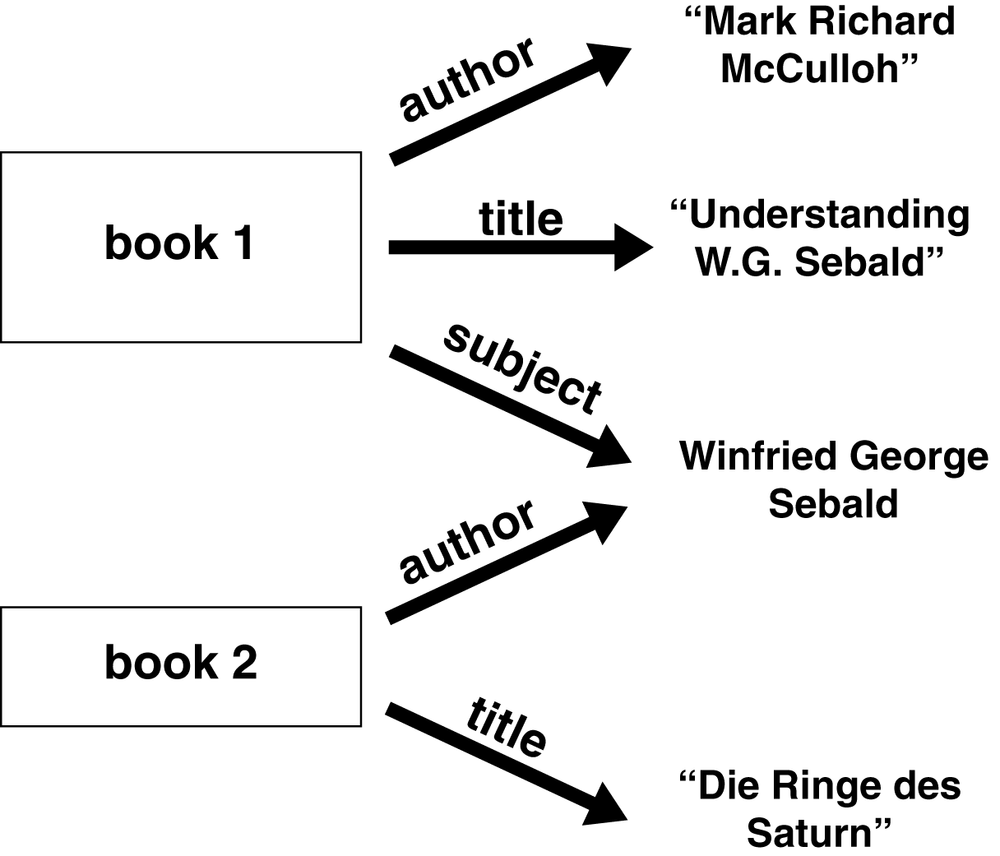 author
“Mark Richard
McCulloh”
book 1
title
“Understanding
W.G. Sebald”
subject
Winfried George
Sebald
author
book 2
title
“Die Ringe des
Saturn”